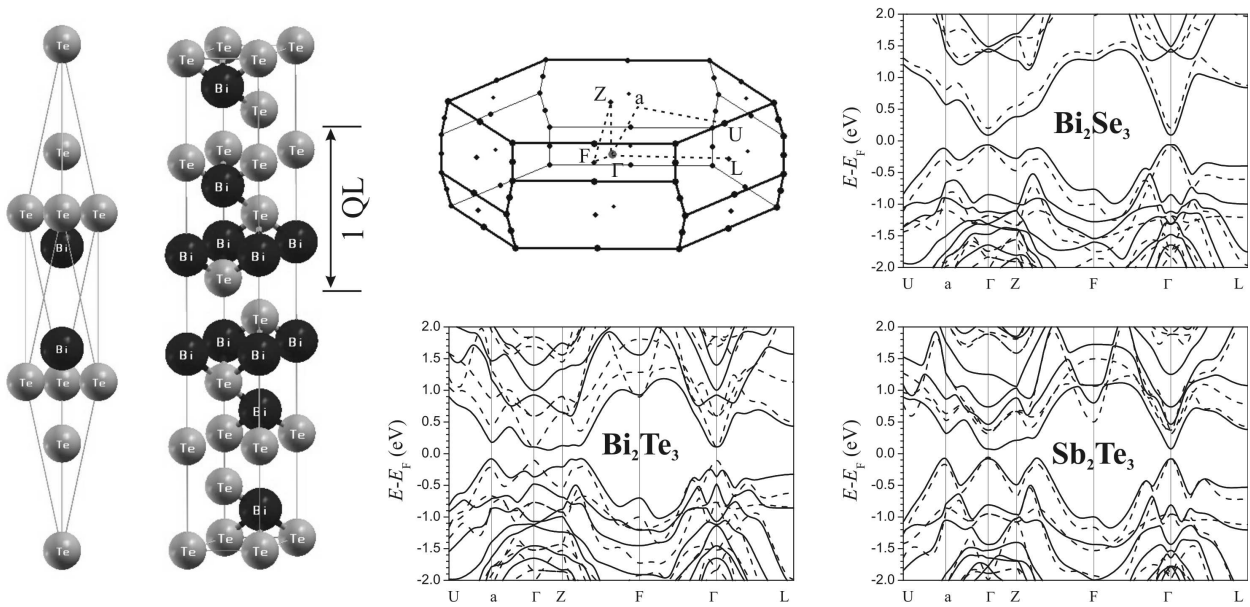 Te
Te
Te Te Te
Bi
Bi
Te Te Te
Te
Te
Te Te Te Te
Bi
Te
Te Te Te Te
Bi
Te
Bi Bi Bi Bi
Te
Te
Bi Bi Bi Bi
Te
Bi
Te Te Te Te
Te
Bi
Te Te Te Te
1 QL
Z
a
F
Γ
U
L
2.0
1.5
1.0
0.5
0.0
-0.5
-1.0
-1.5
-2.0
E-E_F (eV)
Bi₂Se₃
U a Γ Z F Γ L
2.0
1.5
1.0
0.5
0.0
-0.5
-1.0
-1.5
-2.0
E-E_F (eV)
Bi₂Te₃
U a Γ Z F Γ L
2.0
1.5
1.0
0.5
0.0
-0.5
-1.0
-1.5
-2.0
E-E_F (eV)
Sb₂Te₃
U a Γ Z F Γ L